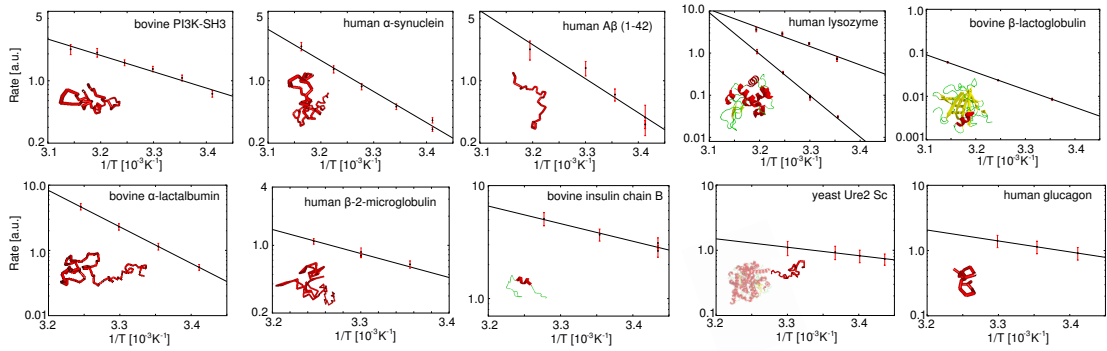 bovine PI3K-SH3
Rate [a.u.]
5
1.0
0.2
3.1 3.2 3.3 3.4
1/T [10⁻³K⁻¹]
human α-synuclein
5
1.0
0.2
3.1 3.2 3.3 3.4
1/T [10⁻³K⁻¹]
human Aβ (1-42)
5
1.0
0.2
3.1 3.2 3.3 3.4
1/T [10⁻³K⁻¹]
human lysozyme
10.0
1.0
0.1
0.01
3.1 3.2 3.3 3.4
1/T [10⁻³K⁻¹]
bovine β-lactoglobulin
1.0
0.1
0.01
0.001
3.1 3.2 3.3 3.4
1/T [10⁻³K⁻¹]
bovine α-lactalbumin
Rate [a.u.]
10.0
1.0
0.1
0.01
3.2 3.3 3.4
1/T [10⁻³K⁻¹]
human β-2-microglobulin
4
1.0
0.2
3.2 3.3 3.4
1/T [10⁻³K⁻¹]
bovine insulin chain B
10.0
1.0
3.2 3.3 3.4
1/T [10⁻³K⁻¹]
yeast Ure2 Sc
10.0
1.0
0.1
3.2 3.3 3.4
1/T [10⁻³K⁻¹]
human glucagon
10.0
1.0
0.1
3.2 3.3 3.4
1/T [10⁻³K⁻¹]